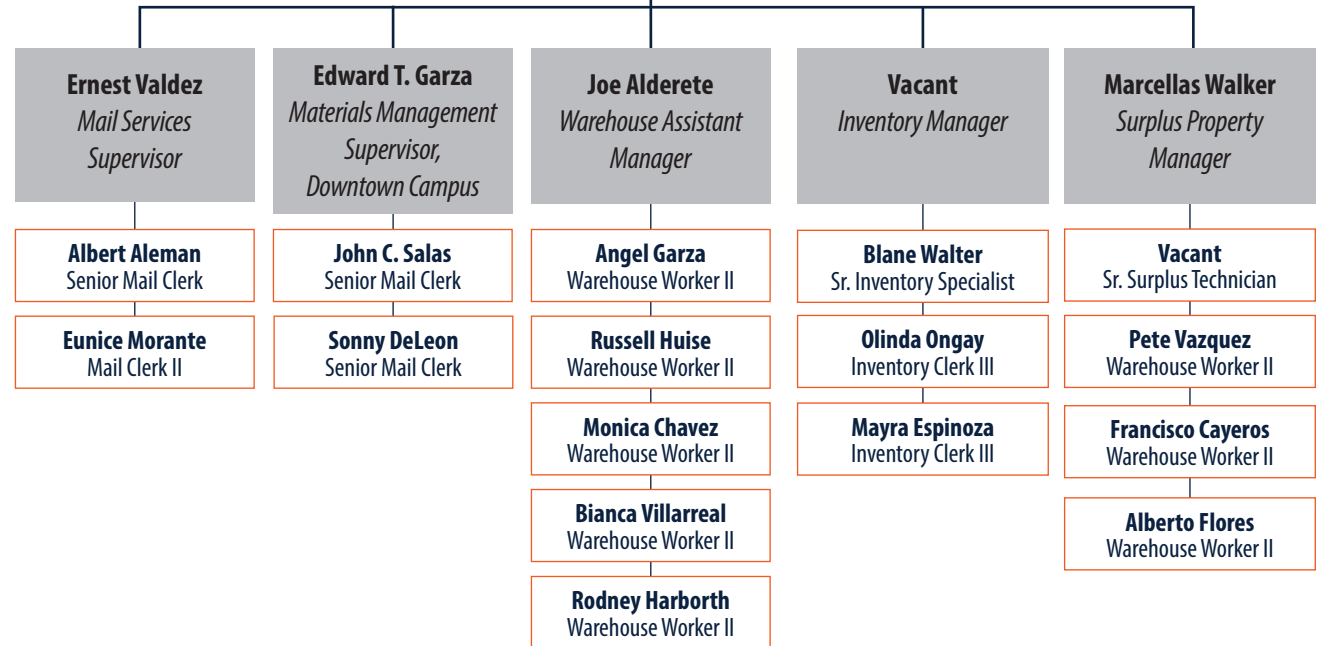 Ernest Valdez
Mail Services
Supervisor
Albert Aleman
Senior Mail Clerk
Eunice Morante
Mail Clerk II
Edward T. Garza
Materials Management
Supervisor,
Downtown Campus
John C. Salas
Senior Mail Clerk
Sonny DeLeon
Senior Mail Clerk
Joe Alderete
Warehouse Assistant
Manager
Angel Garza
Warehouse Worker II
Russell Huise
Warehouse Worker II
Monica Chavez
Warehouse Worker II
Bianca Villarreal
Warehouse Worker II
Rodney Harborth
Warehouse Worker II
Vacant
Inventory Manager
Blane Walter
Sr. Inventory Specialist
Olinda Ongay
Inventory Clerk III
Mayra Espinoza
Inventory Clerk III
Marcellas Walker
Surplus Property
Manager
Vacant
Sr. Surplus Technician
Pete Vazquez
Warehouse Worker II
Francisco Cayeros
Warehouse Worker II
Alberto Flores
Warehouse Worker II